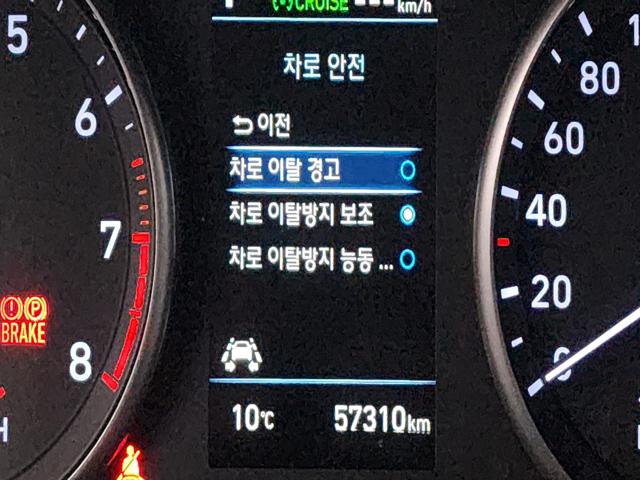 CRUISE --- km/h
차로 안전
이전
차로 이탈 경고
차로 이탈방지 보조
차로 이탈방지 능동 ...
10℃ 57310km
5
6
7
8
P
BRAKE
H
80
60
40
20
0